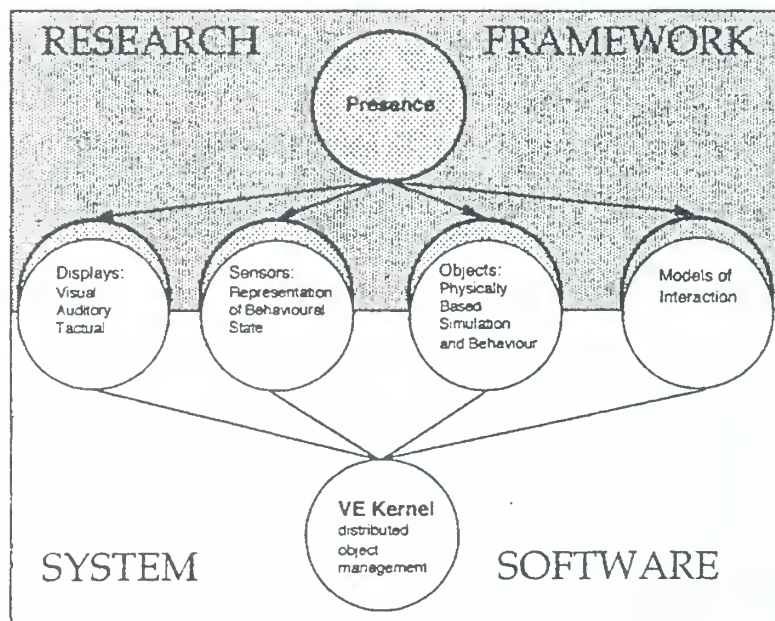 RESEARCH FRAMEWORK
Presance
Displays:
Visual
Auditory
Tactual
Sensors:
Representation
of Behavioural
State
Objects:
Physically
Based
Simulation
and Behaviour
Models of
Interaction
VE Kernel
distributed
object
management
SYSTEM SOFTWARE